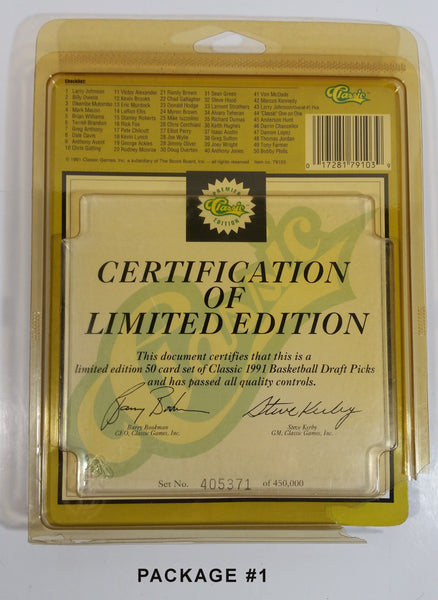 Checklist:
1 Larry Johnson 11 Victor Alexander 21 Randy Brown 31 Sean Green 41 Von McDade
2 Billy Owens 12 Kevin Brooks 22 Chad Gallagher 32 Steve Hood 42 Marcus Kennedy
3 Dikembe Mutombo 13 Eric Murdock 23 Donald Hodge 33 Lamont Strothers
4 Mark Macon 14 LeRon Ellis 24 Myron Brown 34 Alvaro Teheran 44 "Classic" One on One
5 Brian Williams 15 Stanley Roberts 25 Mike Iuzzolino 35 Richard Dumas 45 Anderson Hunt
6 Terrell Brandon 16 Rick Fox 26 Chris Corchiani 36 Keith Hughes 46 Darrin Chancellor
7 Greg Anthony 17 Pete Chilcutt 27 Elliot Perry 37 Isaac Austin 47 Damon Lopez
8 Dale Davis 18 Kevin Lynch 28 Joe Wylie 38 Greg Sutton 48 Thomas Jordan
9 Anthony Avent 19 George Ackles 29 Jimmy Oliver 39 Joey Wright 49 Tony Farmer
10 Chris Gatling 20 Rodney Monroe 30 Doug Overton 40 Anthony Jones 50 Bobby Phills
© 1991 Classic Games, Inc. a subsidiary of The Score Board, Inc. - all rights reserved. Item no. 79103
Classic
0 17281 79103 9
PREMIER
Classic
EDITION
CERTIFICATION
OF
LIMITED EDITION
This document certifies that this is a
limited edition 50 card set of Classic 1991 Basketball Draft Picks
and has passed all quality controls.
Barry Bookman Steve Kerby
CEO, Classic Games, Inc. GM, Classic Games, Inc.
Set No. 405371 of 450,000
PACKAGE #1